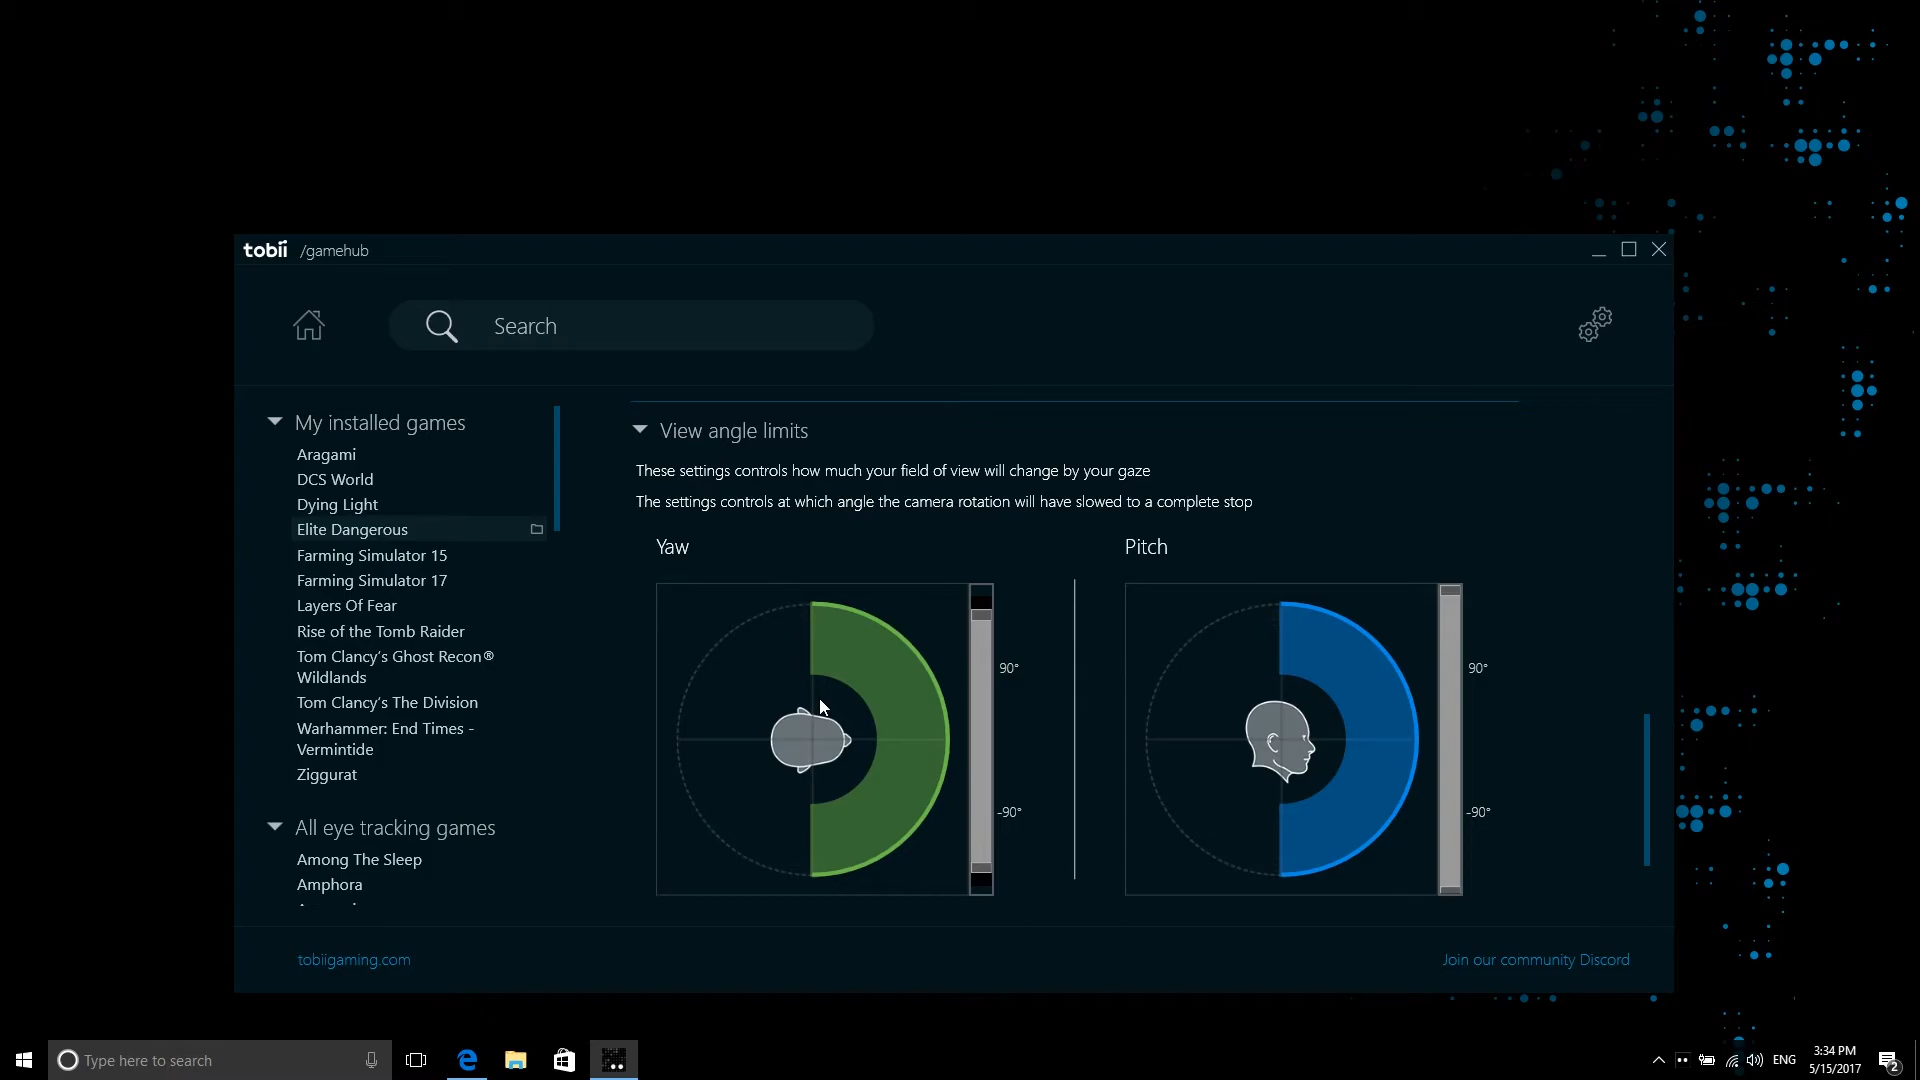 tobii /gamehub
Search
My installed games
Aragami
DCS World
Dying Light
Elite Dangerous
Farming Simulator 15
Farming Simulator 17
Layers Of Fear
Rise of the Tomb Raider
Tom Clancy's Ghost Recon®
Wildlands
Tom Clancy's The Division
Warhammer: End Times -
Vermintide
Ziggurat
All eye tracking games
Among The Sleep
Amphora
View angle limits
These settings controls how much your field of view will change by your gaze
The settings controls at which angle the camera rotation will have slowed to a complete stop
Yaw
90°
-90°
Pitch
90°
-90°
tobiigaming.com
Join our community Discord
Type here to search
ENG
3:34 PM
5/15/2017
2